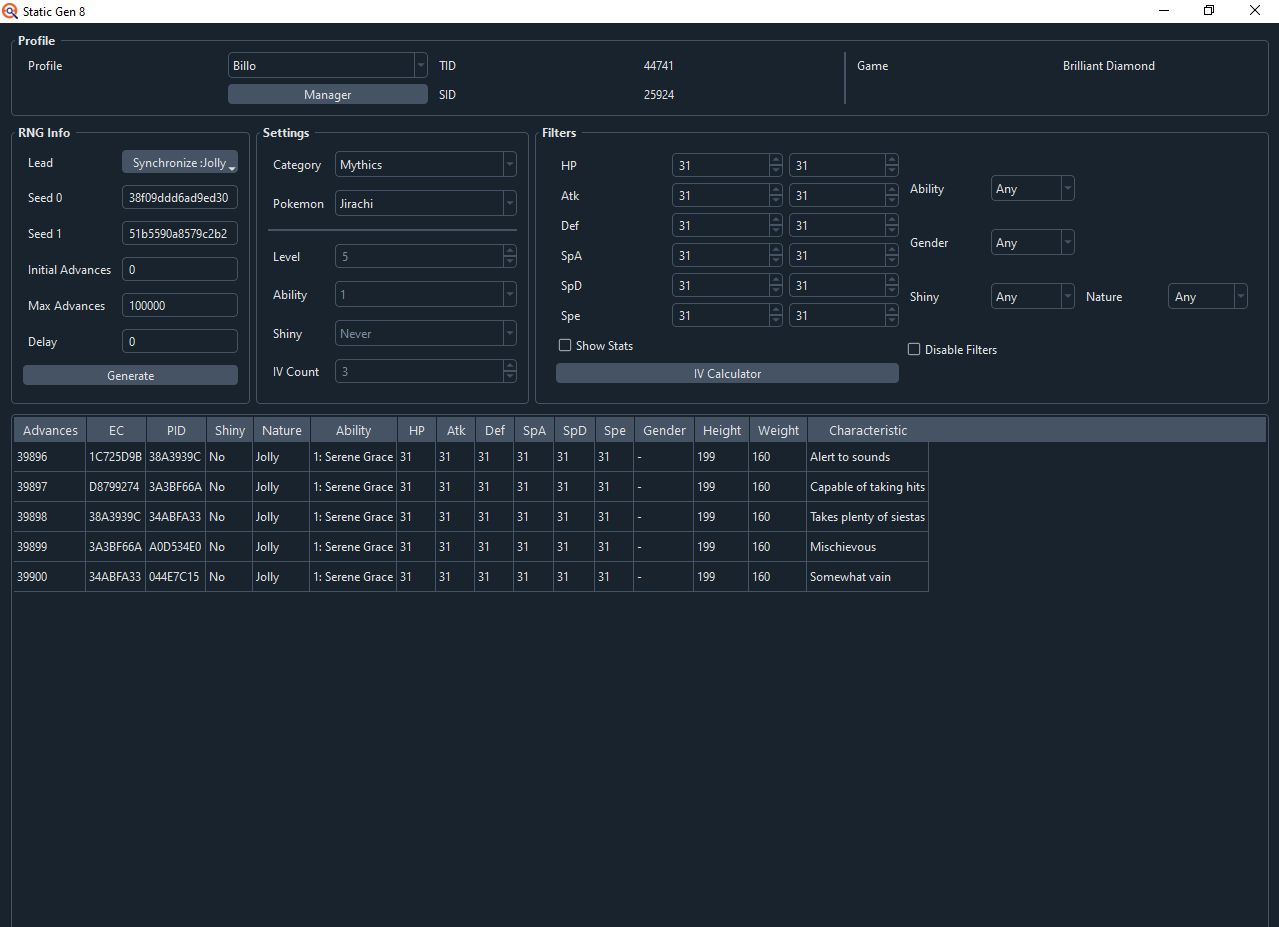 Static Gen 8
Profile
Profile Billo TID 44741 Game Brilliant Diamond
Manager SID 25924
RNG Info
Lead Synchronize :Jolly
Seed 0 38f09ddd6ad9ed30
Seed 1 51b5590a8579c2b2
Initial Advances 0
Max Advances 100000
Delay 0
Generate
Settings
Category Mythics
Pokemon Jirachi
Level 5
Ability 1
Shiny Never
IV Count 3
Filters
HP 31 31
Atk 31 31
Def 31 31
SpA 31 31
SpD 31 31
Spe 31 31
Show Stats
IV Calculator
Ability Any
Gender Any
Shiny Any Nature Any
Disable Filters
Advances EC PID Shiny Nature Ability HP Atk Def SpA SpD Spe Gender Height Weight Characteristic
39896 1C725D9B 38A3939C No Jolly 1: Serene Grace 31 31 31 31 31 31 - 199 160 Alert to sounds
39897 D8799274 3A3BF66A No Jolly 1: Serene Grace 31 31 31 31 31 31 - 199 160 Capable of taking hits
39898 38A3939C 34ABFA33 No Jolly 1: Serene Grace 31 31 31 31 31 31 - 199 160 Takes plenty of siestas
39899 3A3BF66A A0D534E0 No Jolly 1: Serene Grace 31 31 31 31 31 31 - 199 160 Mischievous
39900 34ABFA33 044E7C15 No Jolly 1: Serene Grace 31 31 31 31 31 31 - 199 160 Somewhat vain